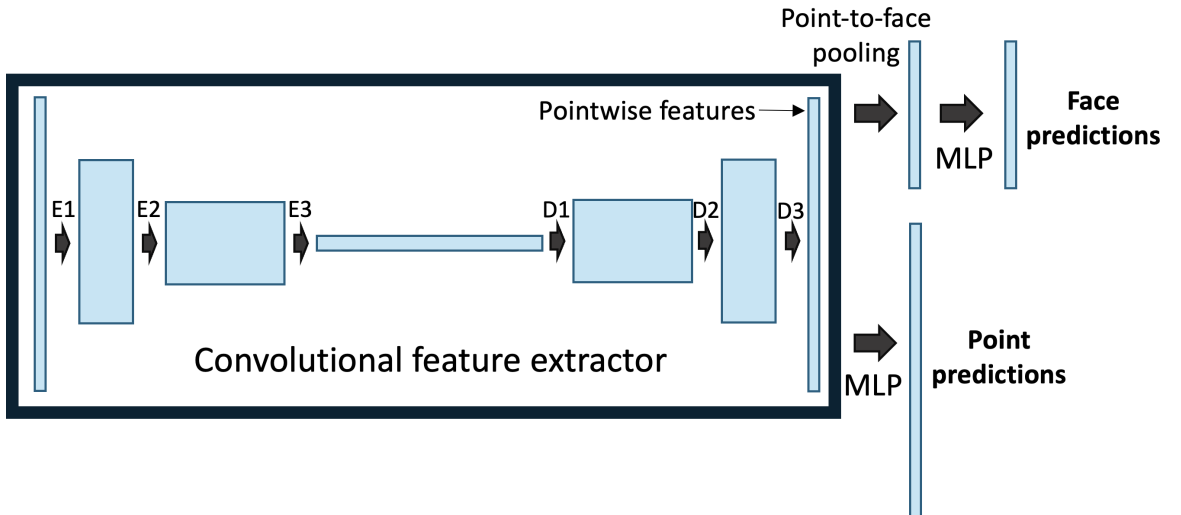 Point-to-face
pooling
Pointwise features
Face
predictions
MLP
E1
E2
E3
D1
D2
D3
Convolutional feature extractor
Point
predictions
MLP